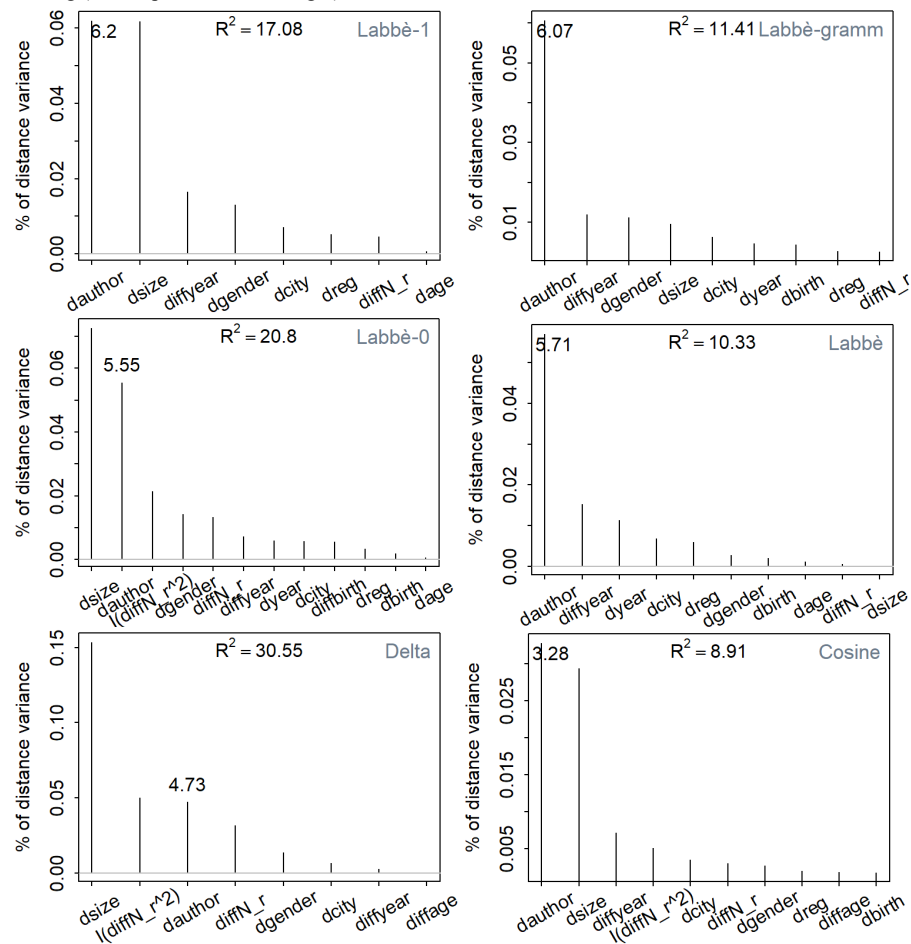 6.2 R² = 17.08 Labbè-1
% of distance variance
0.06
0.04
0.02
0.00
dauthor dsize diffyear dgender dcity dreg diffN_r dage
6.07 R² = 11.41 Labbè-gramm
% of distance variance
0.05
0.03
0.01
dauthor diffyear dgender dsize dcity dyear dbirth dreg diffN_r
R² = 20.8 Labbè-0
5.55
% of distance variance
0.06
0.04
0.02
0.00
dsize dauthor I(diffN_r^2) dgender diffN_r diffyear dyear dcity diffbirth dreg dbirth dage
5.71 R² = 10.33 Labbè
% of distance variance
0.04
0.02
0.00
dauthor diffyear dyear dcity dreg dgender dbirth dage diffN_r dsize
R² = 30.55 Delta
4.73
% of distance variance
0.15
0.10
0.05
0.00
dsize I(diffN_r^2) dauthor diffN_r dgender dcity diffyear diffage
3.28 R² = 8.91 Cosine
% of distance variance
0.025
0.015
0.005
dauthor dsize diffyear I(diffN_r^2) dcity diffN_r dgender dreg diffage dbirth